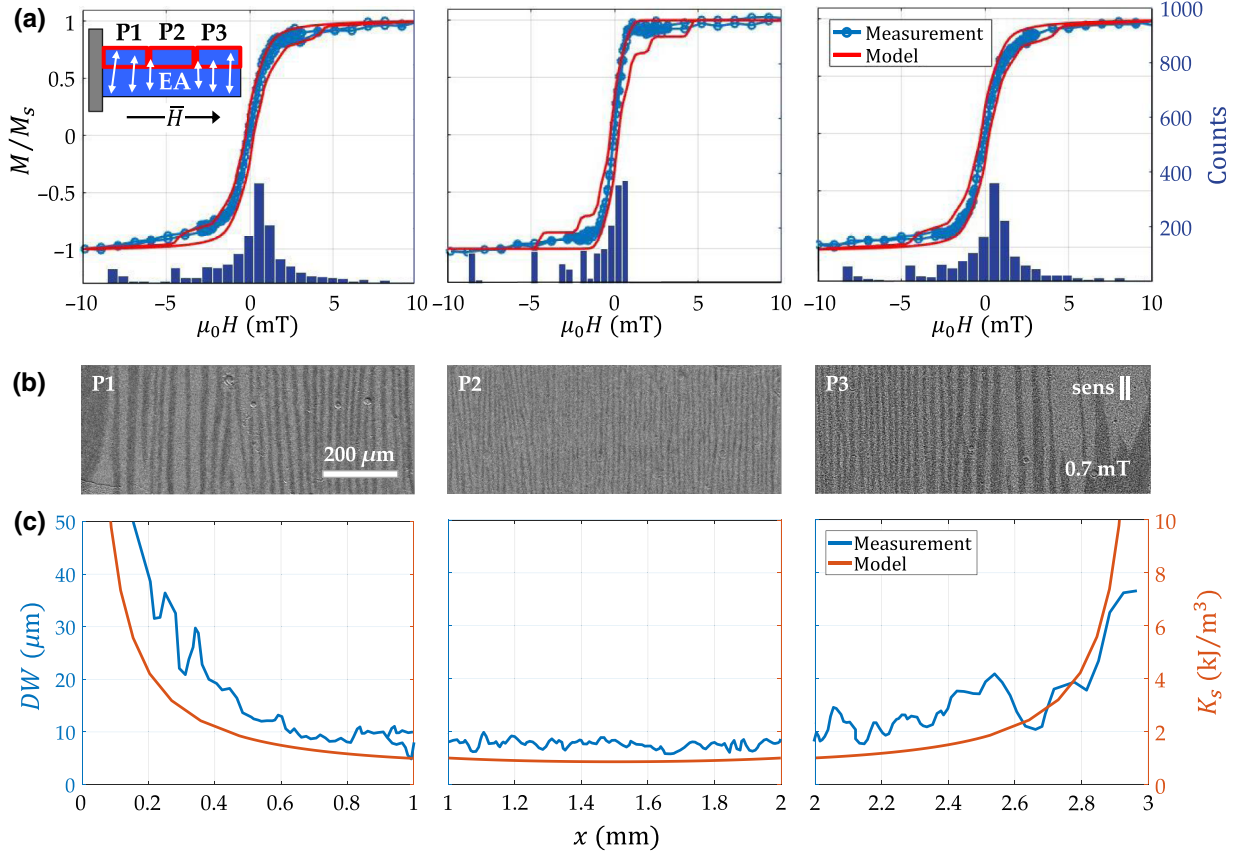 (a)
P1 P2 P3
EA
H̅
Measurement
Model
M/Mₛ
1
0.5
0
−0.5
−1
1000
800
600
400
200
0
Counts
−10 −5 0 5 10
−10 −5 0 5 10
−10 −5 0 5 10
μ₀H (mT)
μ₀H (mT)
μ₀H (mT)
(b)
P1
200 μm
P2
P3
sens
0.7 mT
(c)
DW (μm)
50
40
30
20
10
0
Measurement
Model
10
8
6
4
2
0
Kₛ (kJ/m³)
0 0.2 0.4 0.6 0.8 1
1 1.2 1.4 1.6 1.8 2
2 2.2 2.4 2.6 2.8 3
x (mm)